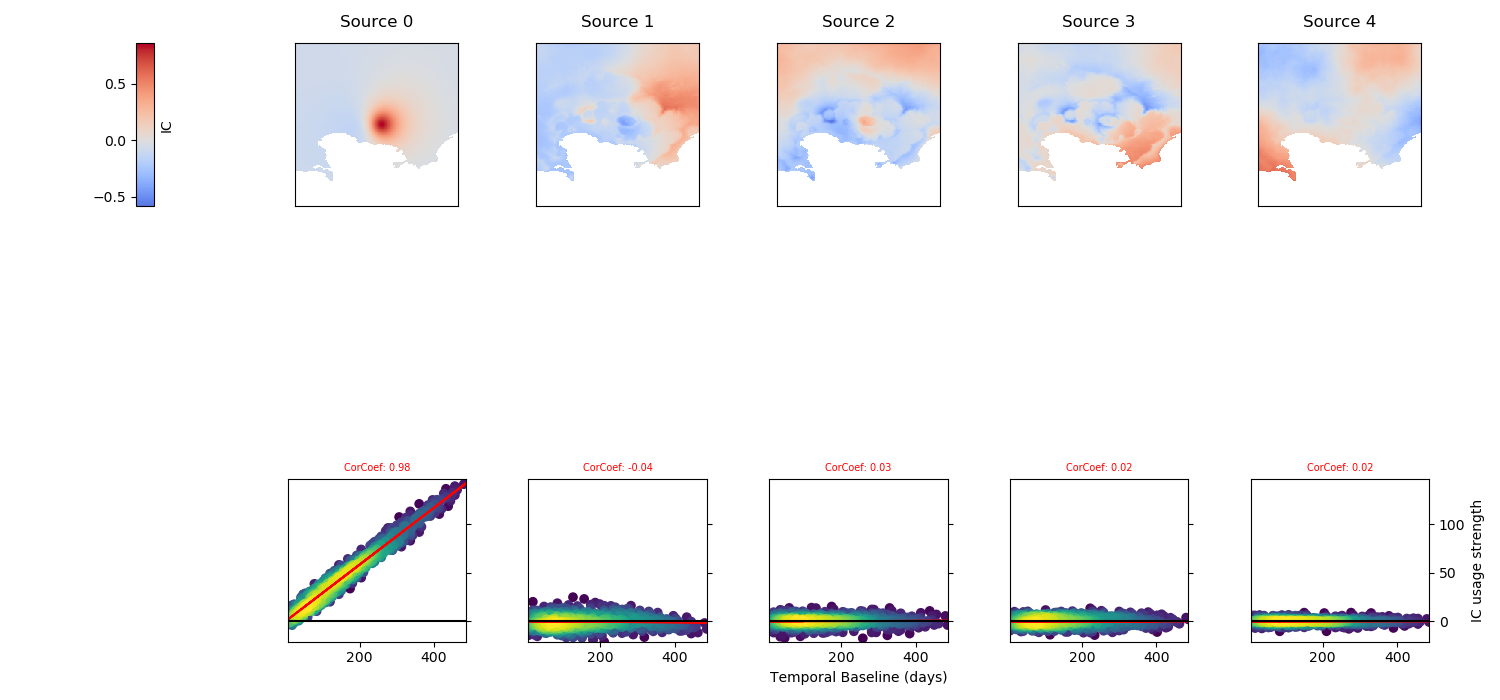 Source 0
Source 1
Source 2
Source 3
Source 4
0.5
0.0
−0.5
IC
CorCoef: 0.98
CorCoef: -0.04
CorCoef: 0.03
CorCoef: 0.02
CorCoef: 0.02
100
50
0
IC usage strength
200 400
200 400
200 400
200 400
200 400
Temporal Baseline (days)